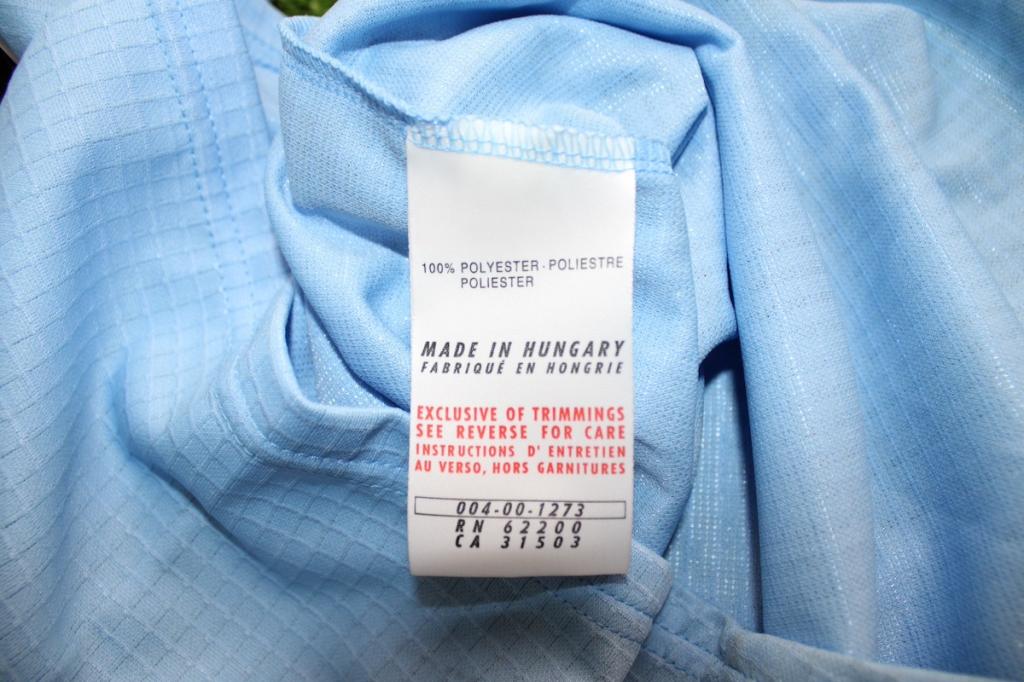 100% POLYESTER · POLIESTRE
POLIESTER
MADE IN HUNGARY
FABRIQUÉ EN HONGRIE
EXCLUSIVE OF TRIMMINGS
SEE REVERSE FOR CARE
INSTRUCTIONS D' ENTRETIEN
AU VERSO, HORS GARNITURES
004-00-1273
RN 62200
CA 31503